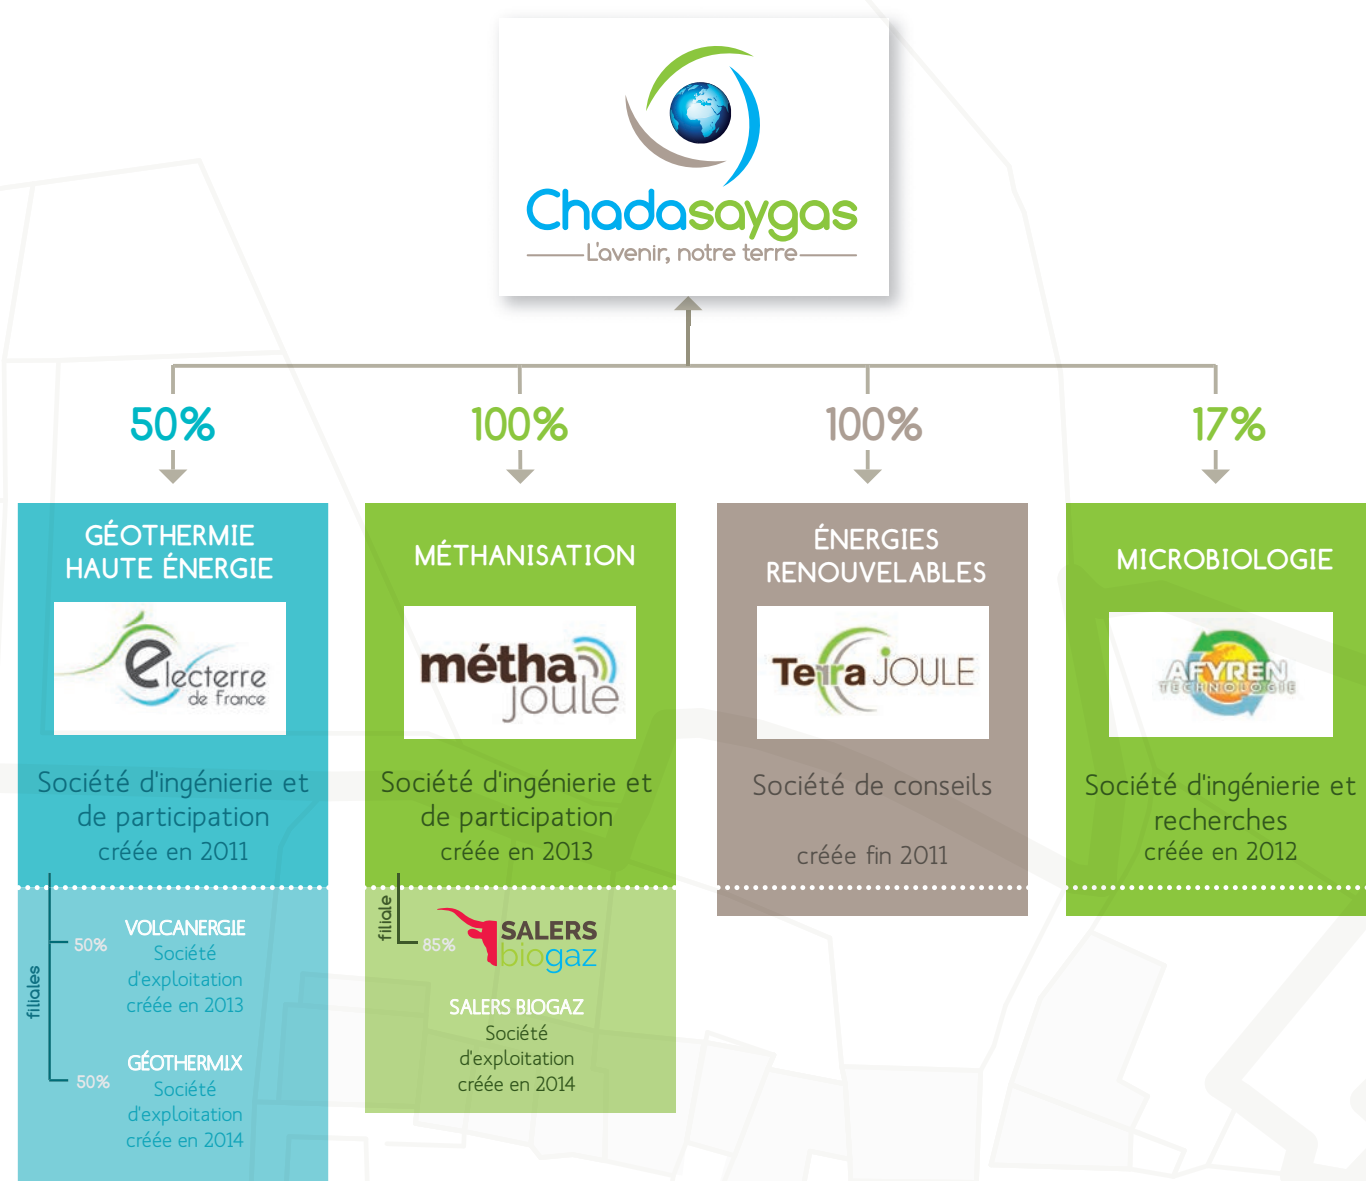 Chadasaygas
L'avenir, notre terre
50%
100%
100%
17%
GÉOTHERMIE
HAUTE ÉNERGIE
électerre
de france
Société d'ingénierie et
de participation
créée en 2011
filiales
50%
VOLCANERGIE
Société
d'exploitation
créée en 2013
50%
GÉOTHERMIX
Société
d'exploitation
créée en 2014
MÉTHANISATION
métha
joule
Société d'ingénierie et
de participation
créée en 2013
filiale
85%
SALERS
biogaz
SALERS BIOGAZ
Société
d'exploitation
créée en 2014
ÉNERGIES
RENOUVELABLES
Terra JOULE
Société de conseils
créée fin 2011
MICROBIOLOGIE
AFYREN
TECHNOLOGIE
Société d'ingénierie et
recherches
créée en 2012